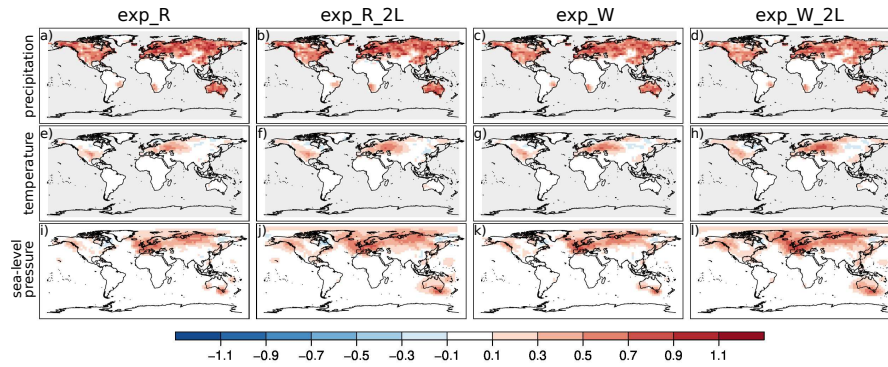 exp_R exp_R_2L exp_W exp_W_2L
precipitation
a) b) c) d)
temperature
e) f) g) h)
sea-level
pressure
i) j) k) l)
−1.1 −0.9 −0.7 −0.5 −0.3 −0.1 0.1 0.3 0.5 0.7 0.9 1.1